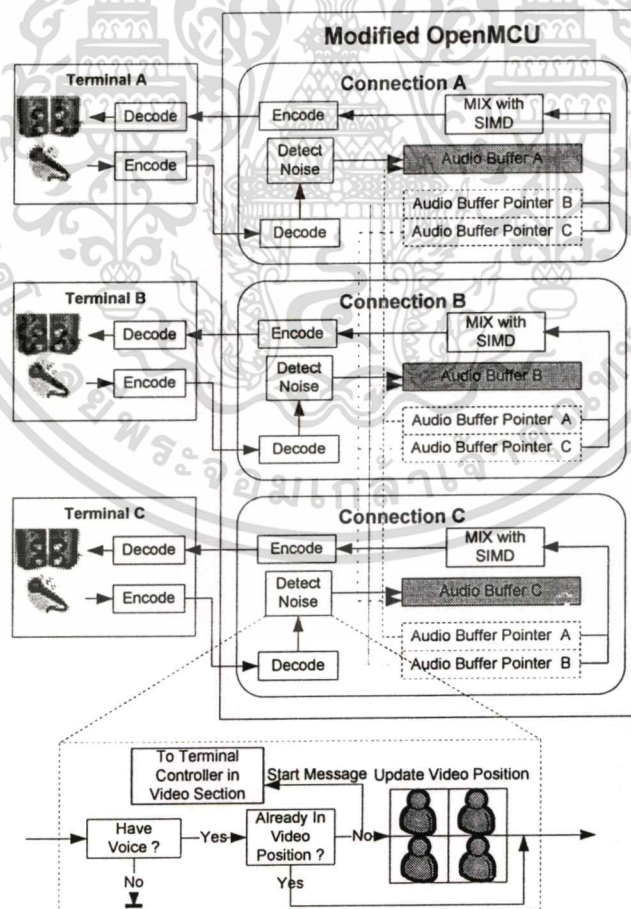 Modified OpenMCU
Terminal A
Decode
Encode
Connection A
Encode
MIX with
SIMD
Detect
Noise
Audio Buffer A
Decode
Audio Buffer Pointer B
Audio Buffer Pointer C
Terminal B
Decode
Encode
Connection B
Encode
MIX with
SIMD
Detect
Noise
Audio Buffer B
Decode
Audio Buffer Pointer A
Audio Buffer Pointer C
Terminal C
Decode
Encode
Connection C
Encode
MIX with
SIMD
Detect
Noise
Audio Buffer C
Decode
Audio Buffer Pointer A
Audio Buffer Pointer B
To Terminal
Controller in
Video Section
Start Message
Update Video Position
Have
Voice ?
Yes
Already In
Video
Position ?
No
No
Yes